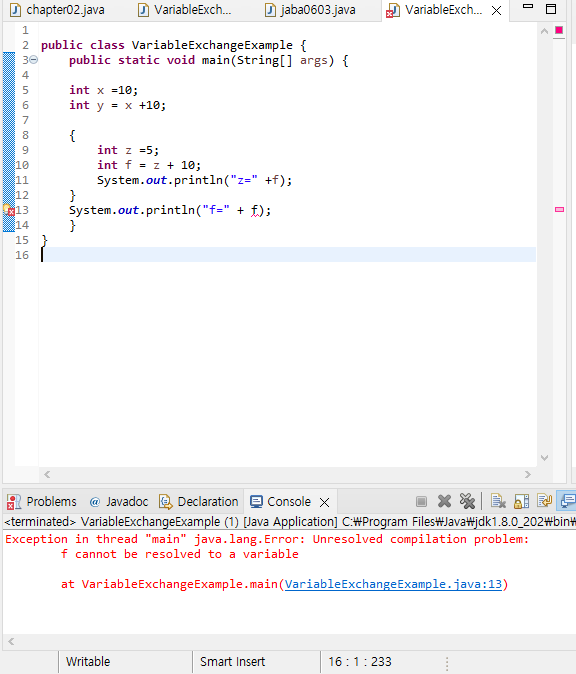 chapter02.java VariableExch... jaba0603.java VariableExch...
1
2 public class VariableExchangeExample {
3 public static void main(String[] args) {
4
5 int x =10;
6 int y = x +10;
7
8 {
9 int z =5;
10 int f = z + 10;
11 System.out.println("z=" +f);
12 }
13 System.out.println("f=" + f);
14 }
15 }
16
Problems @ Javadoc Declaration Console
<terminated> VariableExchangeExample (1) [Java Application] C:₩Program Files₩Java₩jdk1.8.0_202₩bin₩
Exception in thread "main" java.lang.Error: Unresolved compilation problem:
f cannot be resolved to a variable
at VariableExchangeExample.main(VariableExchangeExample.java:13)
Writable Smart Insert 16 : 1 : 233